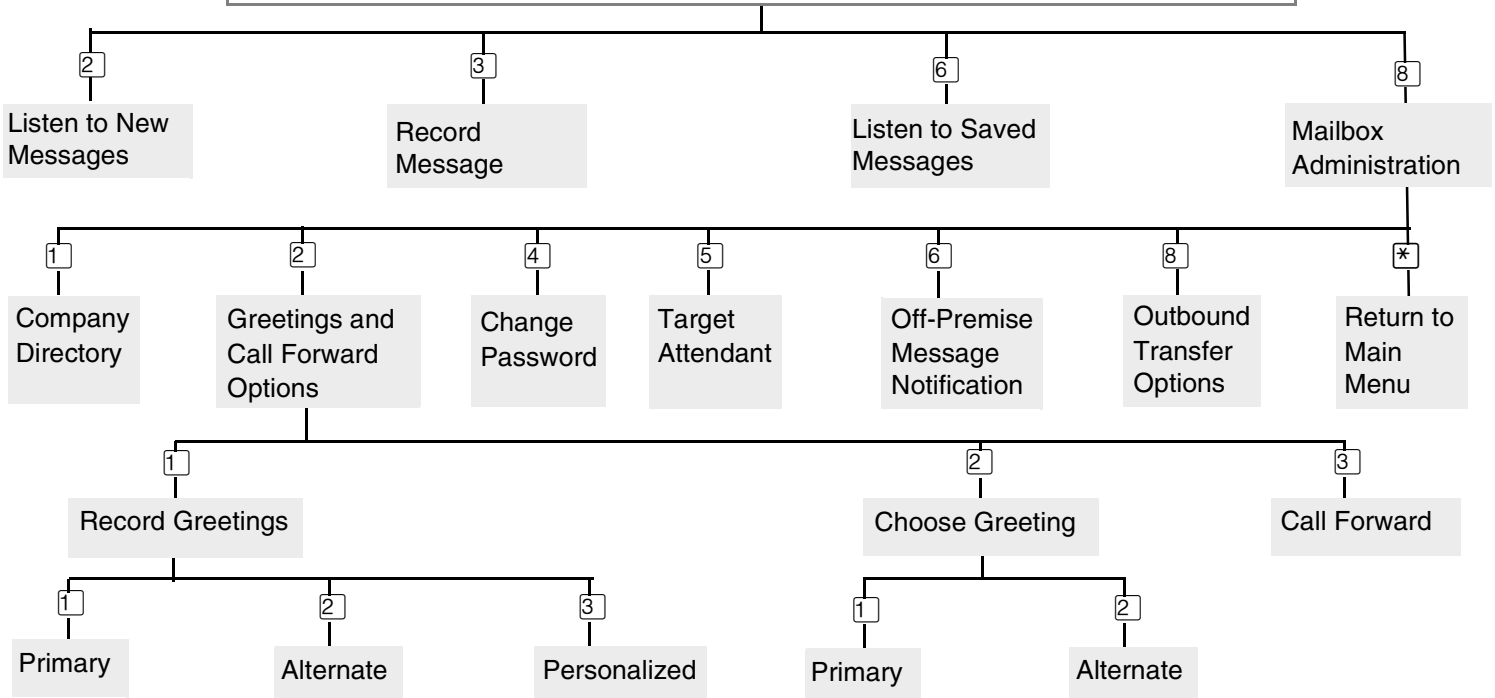 2
3
6
8
Listen to New
Messages
Record
Message
Listen to Saved
Messages
Mailbox
Administration
1
2
4
5
6
8
*
Company
Directory
Greetings and
Call Forward
Options
Change
Password
Target
Attendant
Off-Premise
Message
Notification
Outbound
Transfer
Options
Return to
Main
Menu
1
2
3
Record Greetings
Choose Greeting
Call Forward
1
2
3
1
2
Primary
Alternate
Personalized
Primary
Alternate